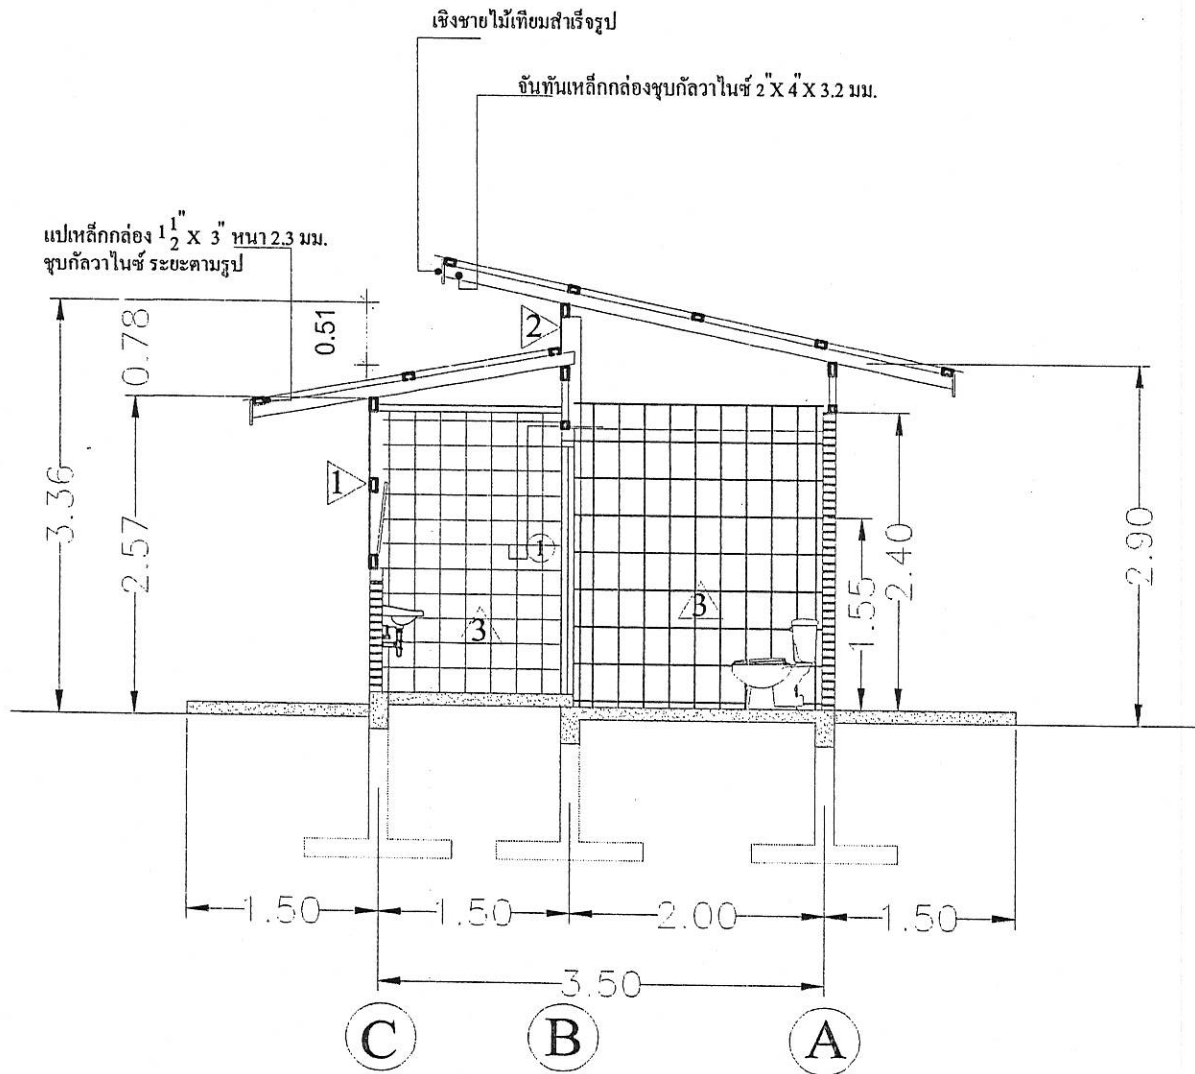 เชิงชายไม้เทียมสำเร็จรูป
จันทันเหล็กกล่องชุบกัลวาไนซ์ 2"X 4"X 3.2 มม.
แปเหล็กกล่อง 1 1/2" X 3" หนา 2.3 มม.
ชุบกัลวาไนซ์ ระยะตามรูป
0.78
0.51
2
1
3.36
2.57
1
3
3
1.55
2.40
2.90
1.50
1.50
2.00
1.50
3.50
C
B
A